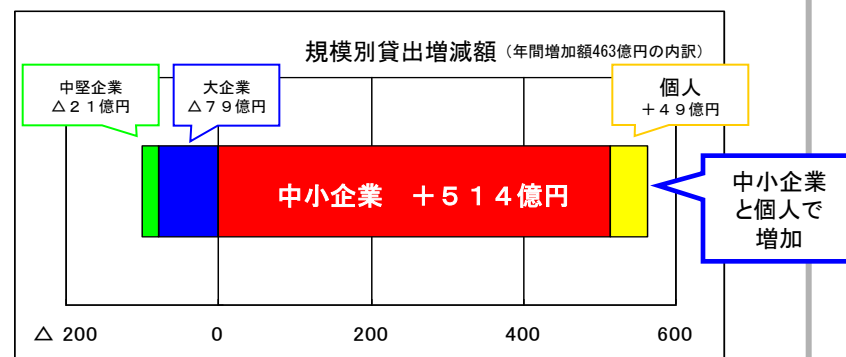 規模別貸出増減額（年間増加額463億円の内訳）
中堅企業
△２１億円
大企業
△７９億円
個人
＋４９億円
中小企業　＋５１４億円
中小企業
と個人で
増加
△ 200
0
200
400
600